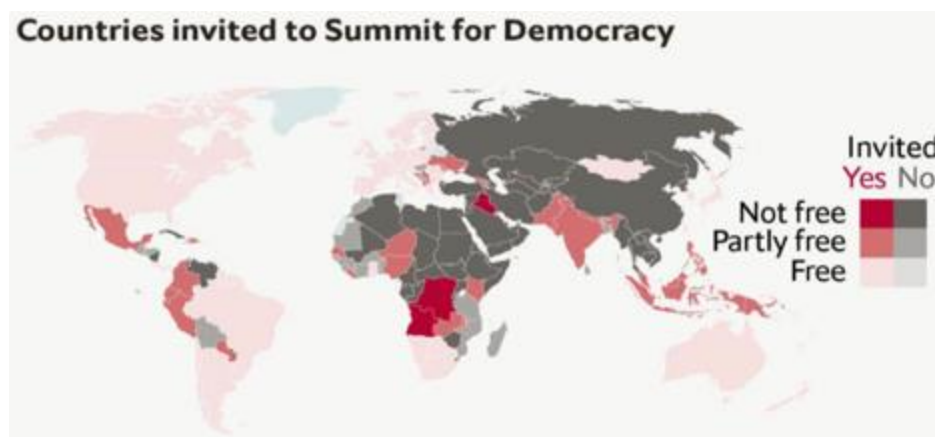 Countries invited to Summit for Democracy
Invited
Yes No
Not free
Partly free
Free